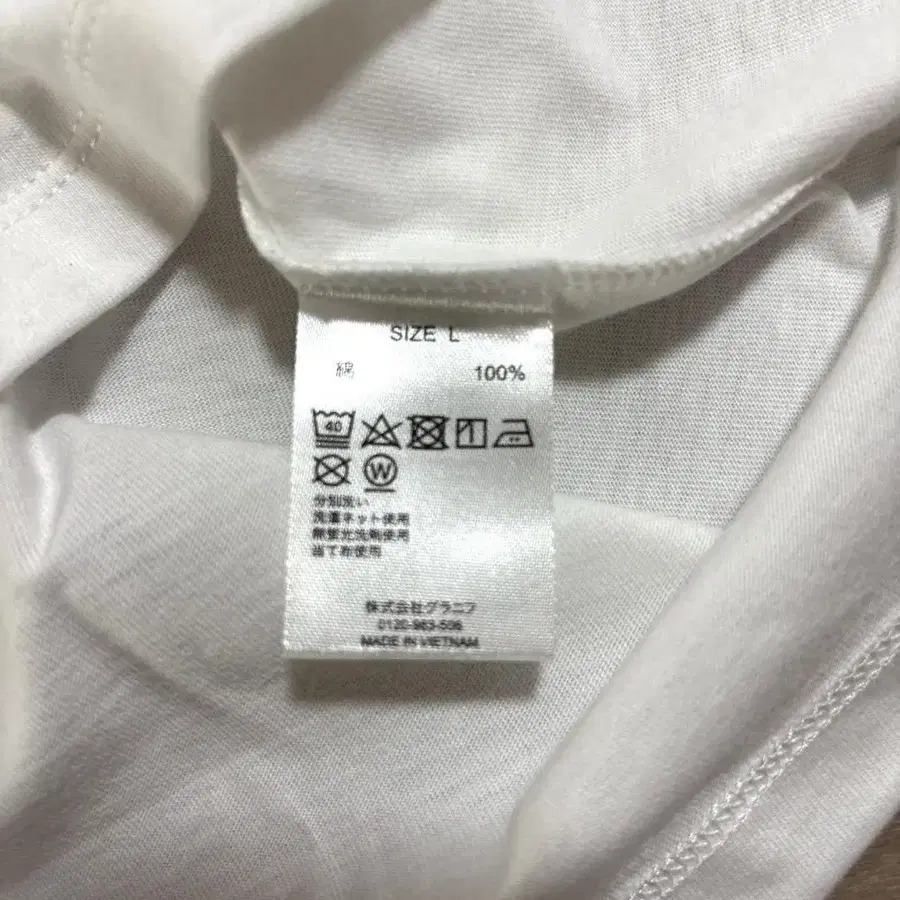 SIZE L
綿 100%
40
W
分別洗い
洗濯ネット使用
無蛍光洗剤使用
当て布使用
株式会社グラニフ
0120-963-506
MADE IN VIETNAM